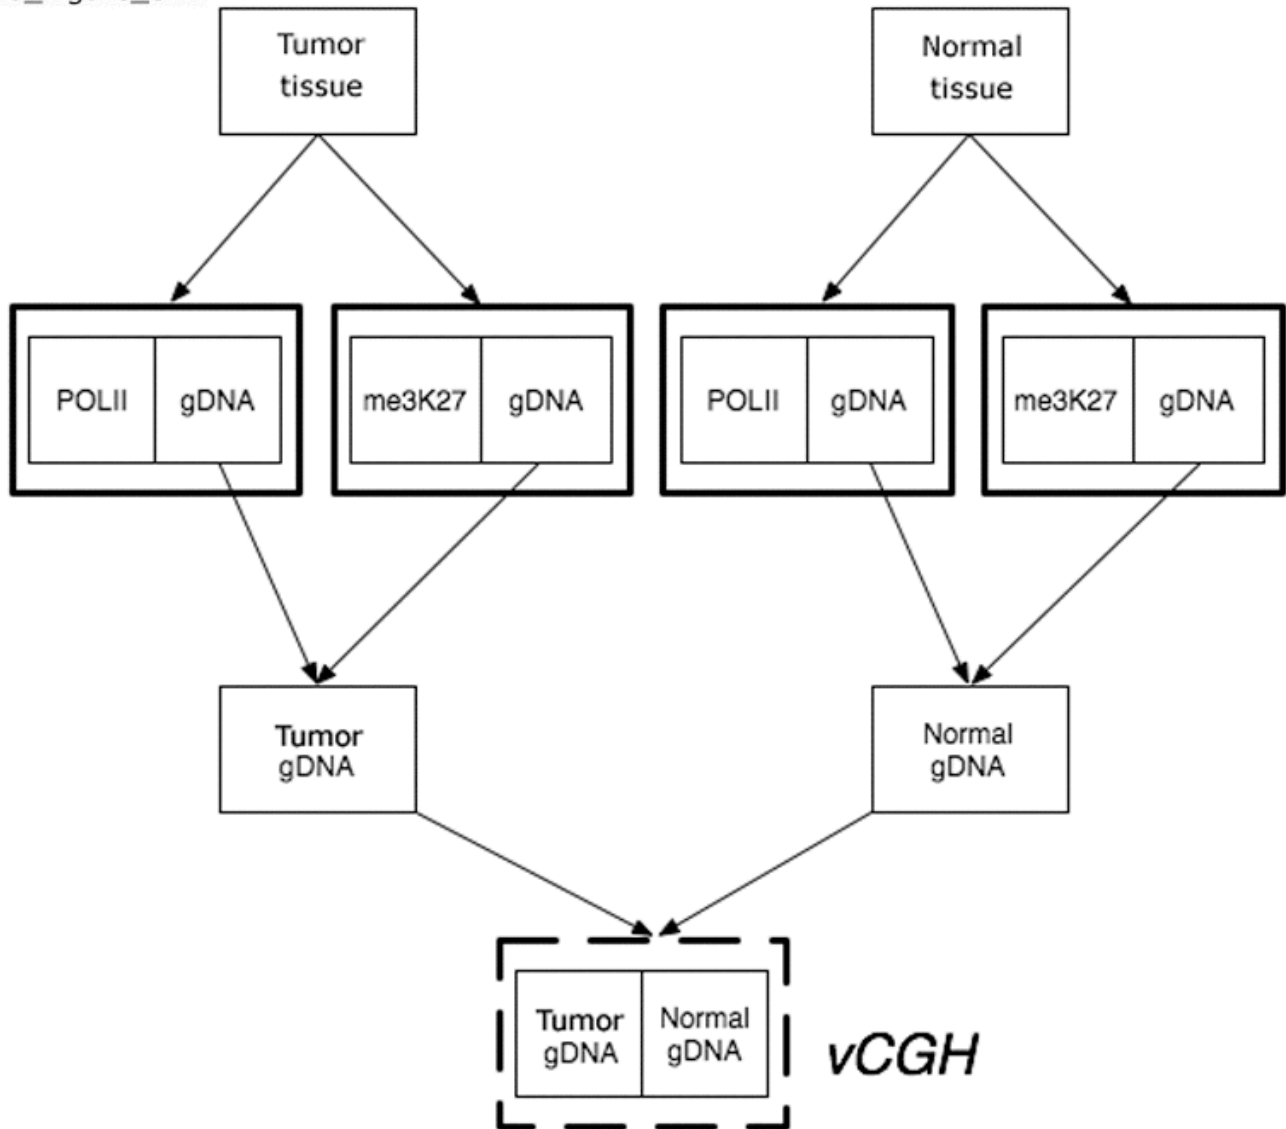 Tumor
tissue
Normal
tissue
POLII
gDNA
me3K27
gDNA
POLII
gDNA
me3K27
gDNA
Tumor
gDNA
Normal
gDNA
Tumor
gDNA
Normal
gDNA
vCGH